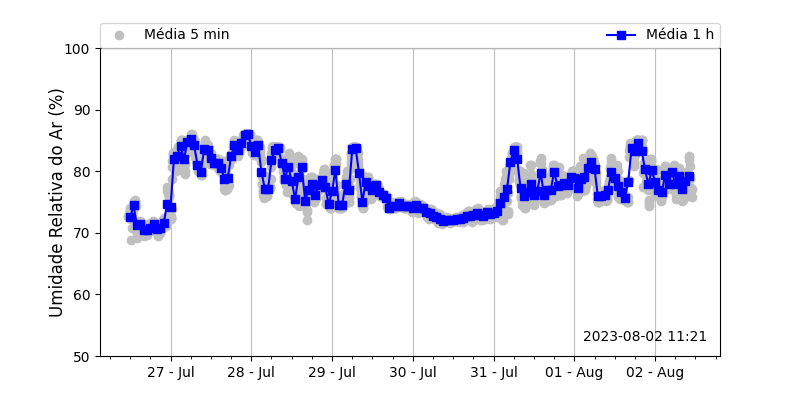 Média 5 min
Média 1 h
100
90
80
70
60
50
Umidade Relativa do Ar (%)
2023-08-02 11:21
27 - Jul
28 - Jul
29 - Jul
30 - Jul
31 - Jul
01 - Aug
02 - Aug